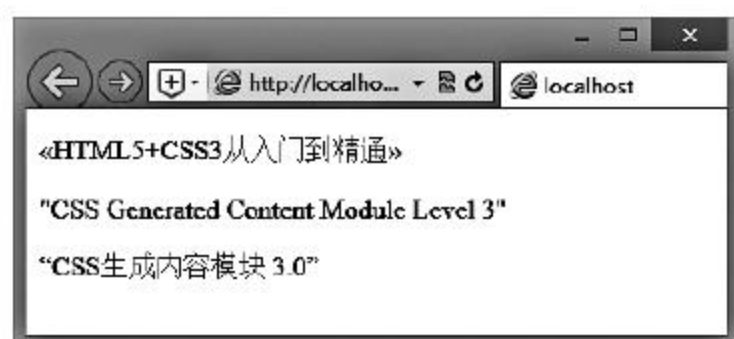 http://localho...
localhost
«HTML5+CSS3从入门到精通»
"CSS Generated Content Module Level 3"
“CSS生成内容模块 3.0”